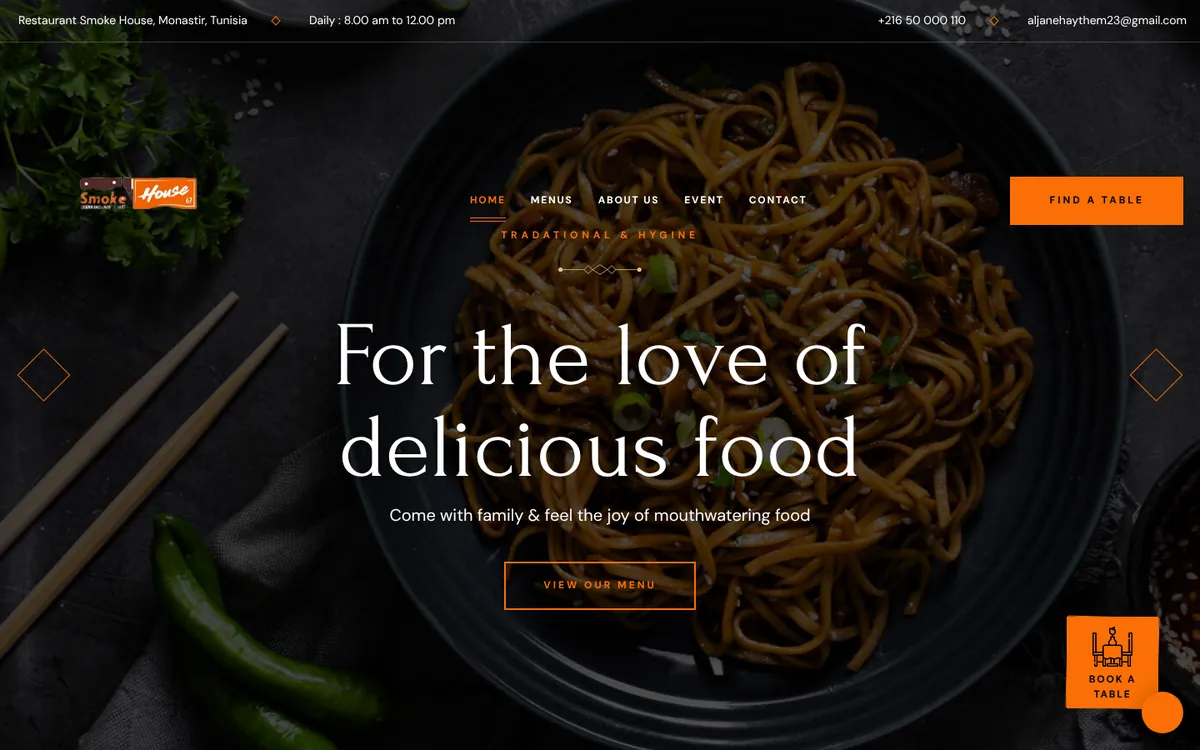 Restaurant Smoke House, Monastir, Tunisia
Daily : 8.00 am to 12.00 pm
+216 50 000 110
aljanehaythem23@gmail.com
Smoke House
HOME MENUS ABOUT US EVENT CONTACT
FIND A TABLE
TRADATIONAL & HYGINE
For the love of
delicious food
Come with family & feel the joy of mouthwatering food
VIEW OUR MENU
BOOK A
TABLE